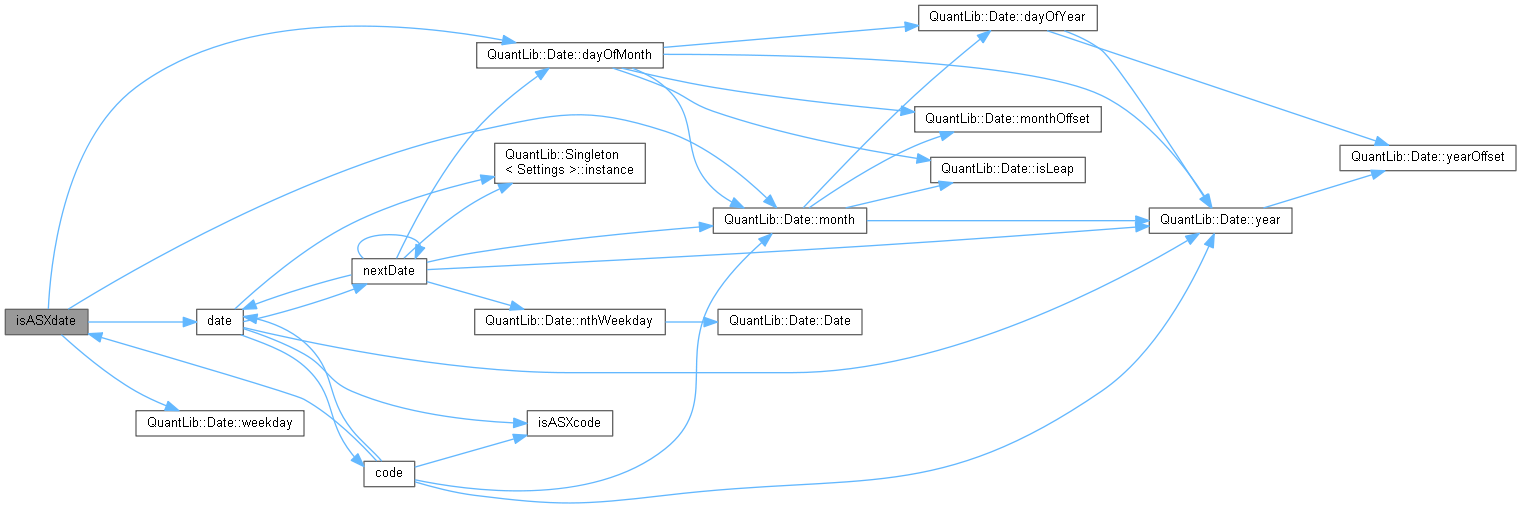 QuantLib::Date::dayOfYear
QuantLib::Date::dayOfMonth
QuantLib::Date::monthOffset
QuantLib::Singleton
< Settings >::instance
QuantLib::Date::yearOffset
QuantLib::Date::isLeap
QuantLib::Date::month
QuantLib::Date::year
nextDate
isASXdate
date
QuantLib::Date::nthWeekday
QuantLib::Date::Date
QuantLib::Date::weekday
isASXcode
code